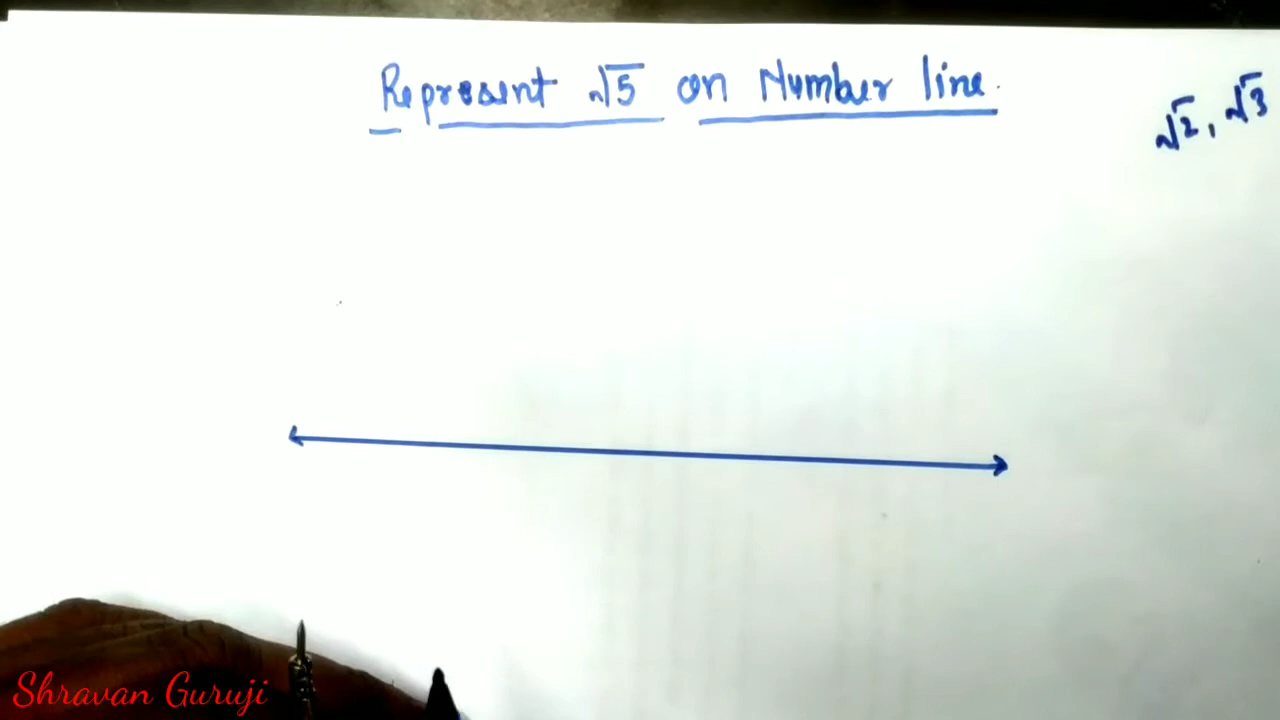 Represent √5 on Number line.
√2, √3
Shravan Guruji